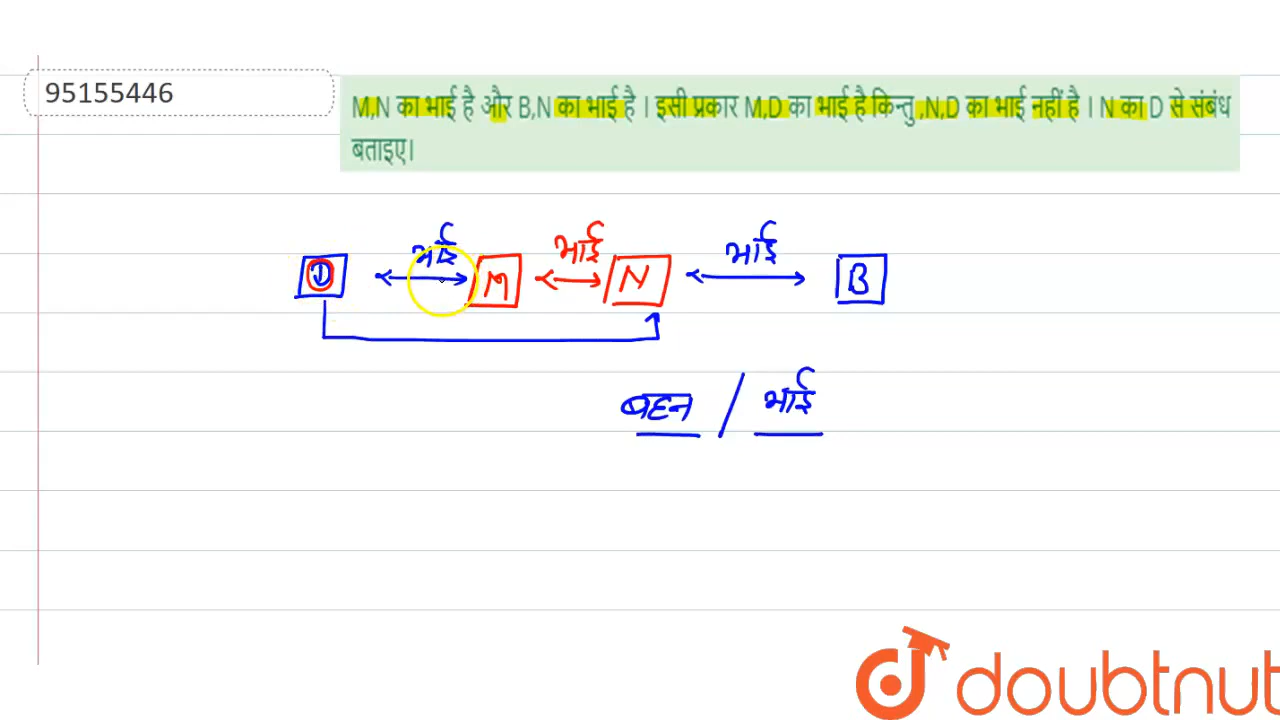 95155446
M,N का भाई है और B,N का भाई है । इसी प्रकार M,D का भाई है किन्तु ,N,D का भाई नहीं है । N का D से संबंध
बताइए।
भाई भाई भाई
D M N B
बहन / भाई
doubtnut